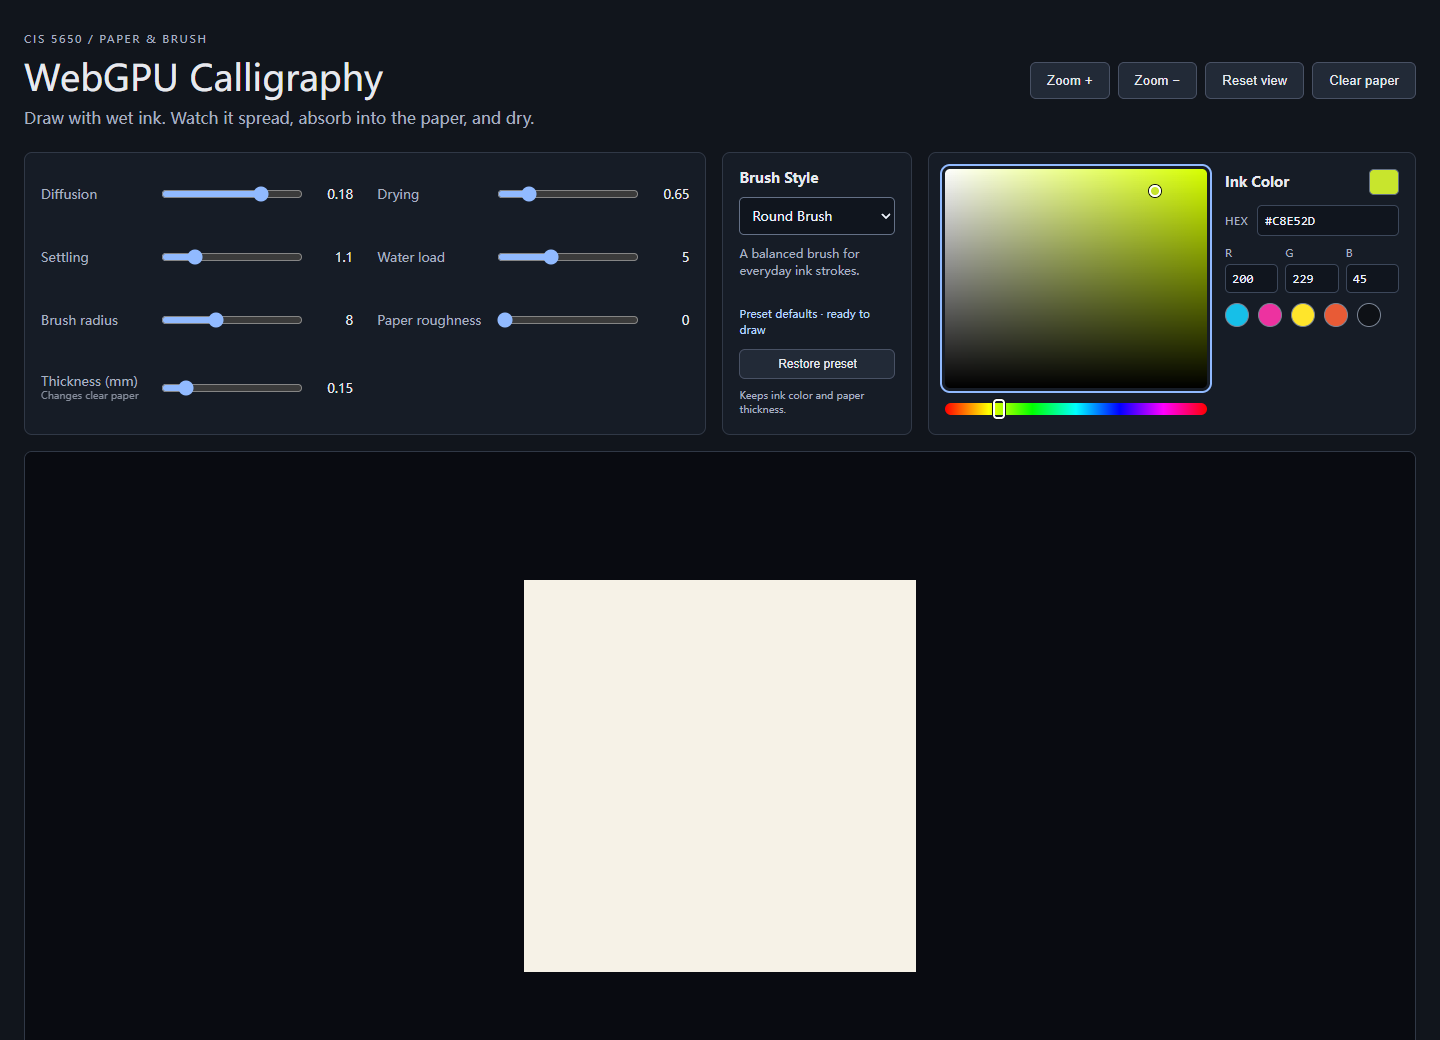 CIS 5650 / PAPER & BRUSH
WebGPU Calligraphy
Draw with wet ink. Watch it spread, absorb into the paper, and dry.
Zoom +
Zoom −
Reset view
Clear paper
Diffusion 0.18
Drying 0.65
Settling 1.1
Water load 5
Brush radius 8
Paper roughness 0
Thickness (mm) 0.15
Changes clear paper
Brush Style
Round Brush
A balanced brush for
everyday ink strokes.
Preset defaults · ready to
draw
Restore preset
Keeps ink color and paper
thickness.
Ink Color
HEX #C8E52D
R G B
200 229 45